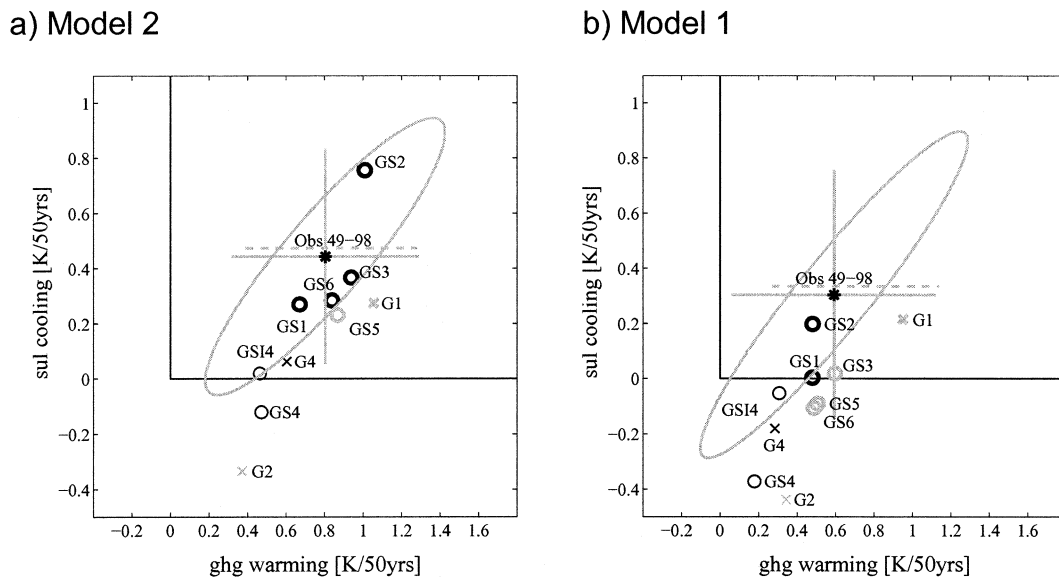 a) Model 2
1
0.8
0.6
0.4
0.2
0
−0.2
−0.4
sul cooling [K/50yrs]
GS2
Obs 49−98
GS3
GS6
G1
GS1
GS5
GSI4
G4
GS4
G2
−0.2 0 0.2 0.4 0.6 0.8 1 1.2 1.4 1.6
ghg warming [K/50yrs]
b) Model 1
1
0.8
0.6
0.4
0.2
0
−0.2
−0.4
sul cooling [K/50yrs]
Obs 49−98
GS2
G1
GS1
GS3
GSI4
GS5
GS6
G4
GS4
G2
−0.2 0 0.2 0.4 0.6 0.8 1 1.2 1.4 1.6
ghg warming [K/50yrs]